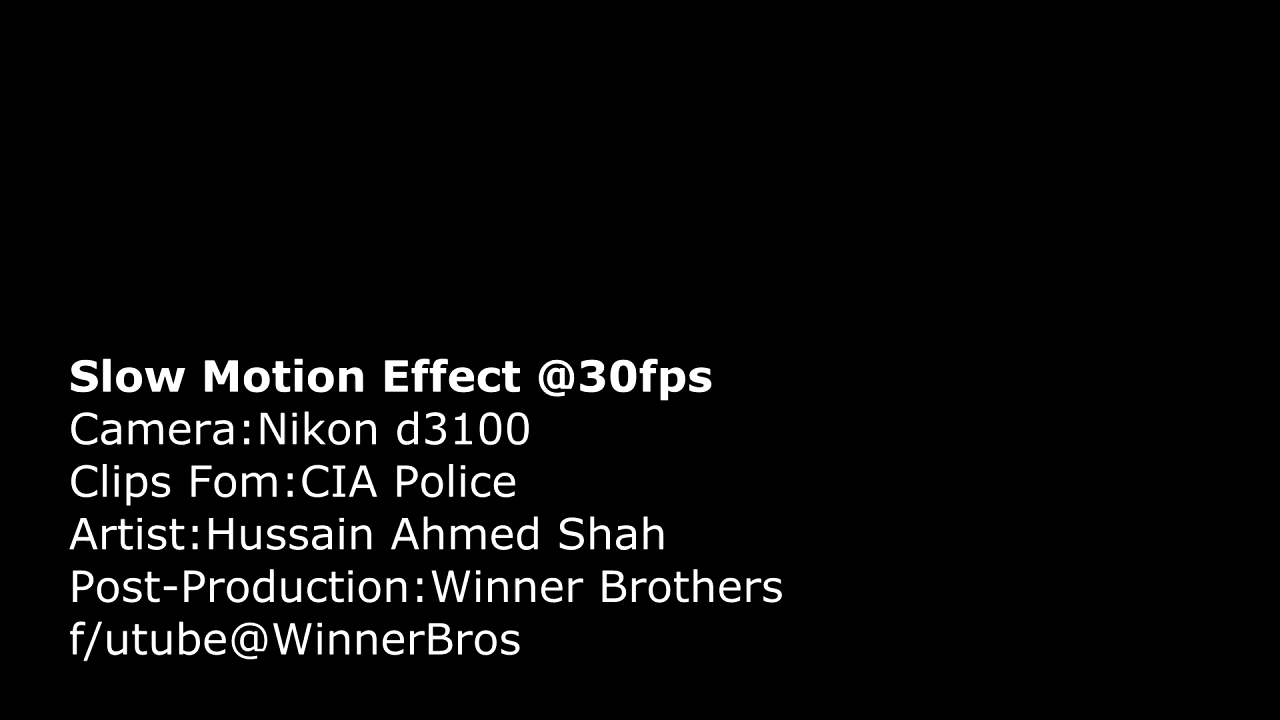 Slow Motion Effect @30fps
Camera:Nikon d3100
Clips Fom:CIA Police
Artist:Hussain Ahmed Shah
Post-Production:Winner Brothers
f/utube@WinnerBros